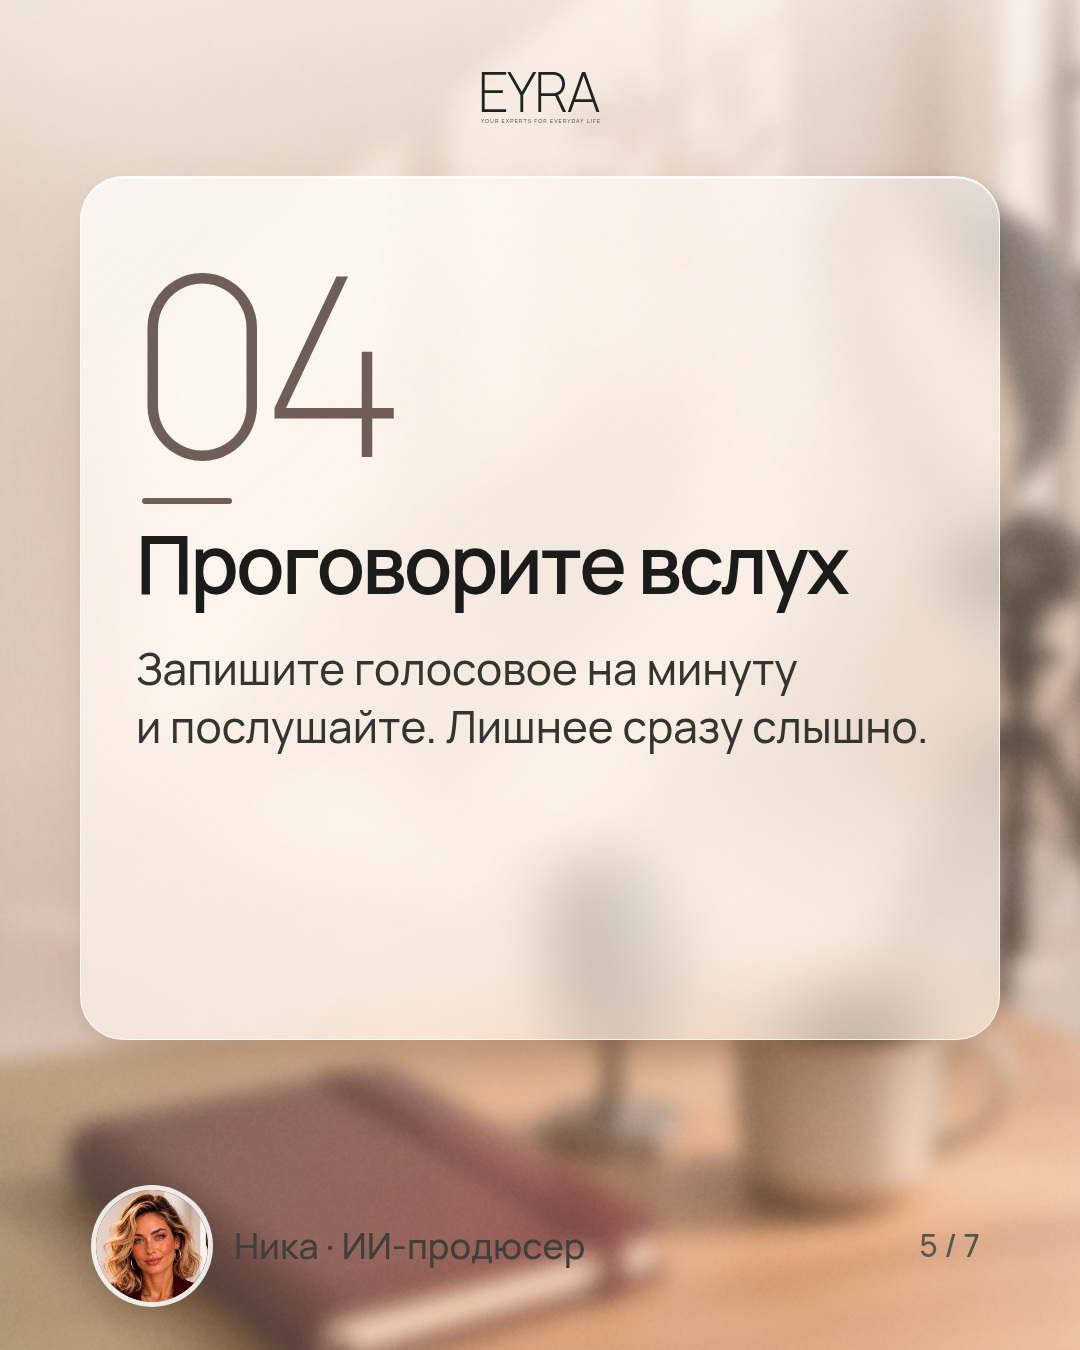 EYRA
YOUR EXPERTS FOR EVERYDAY LIFE
04
Проговорите вслух
Запишите голосовое на минуту
и послушайте. Лишнее сразу слышно.
Ника · ИИ-продюсер
5 / 7